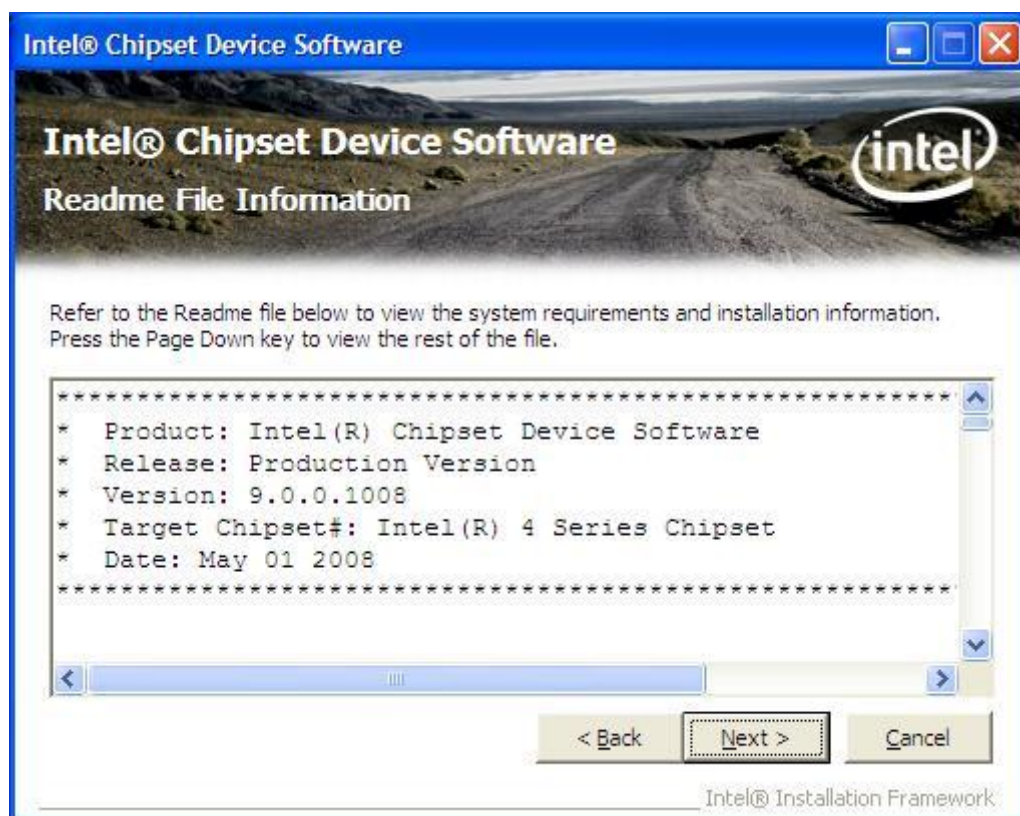 Intel® Chipset Device Software
Intel® Chipset Device Software
intel
Readme File Information
Refer to the Readme file below to view the system requirements and installation information.
Press the Page Down key to view the rest of the file.
*********************************************************
* Product: Intel(R) Chipset Device Software
* Release: Production Version
* Version: 9.0.0.1008
* Target Chipset#: Intel(R) 4 Series Chipset
* Date: May 01 2008
*********************************************************
< Back Next > Cancel
Intel® Installation Framework